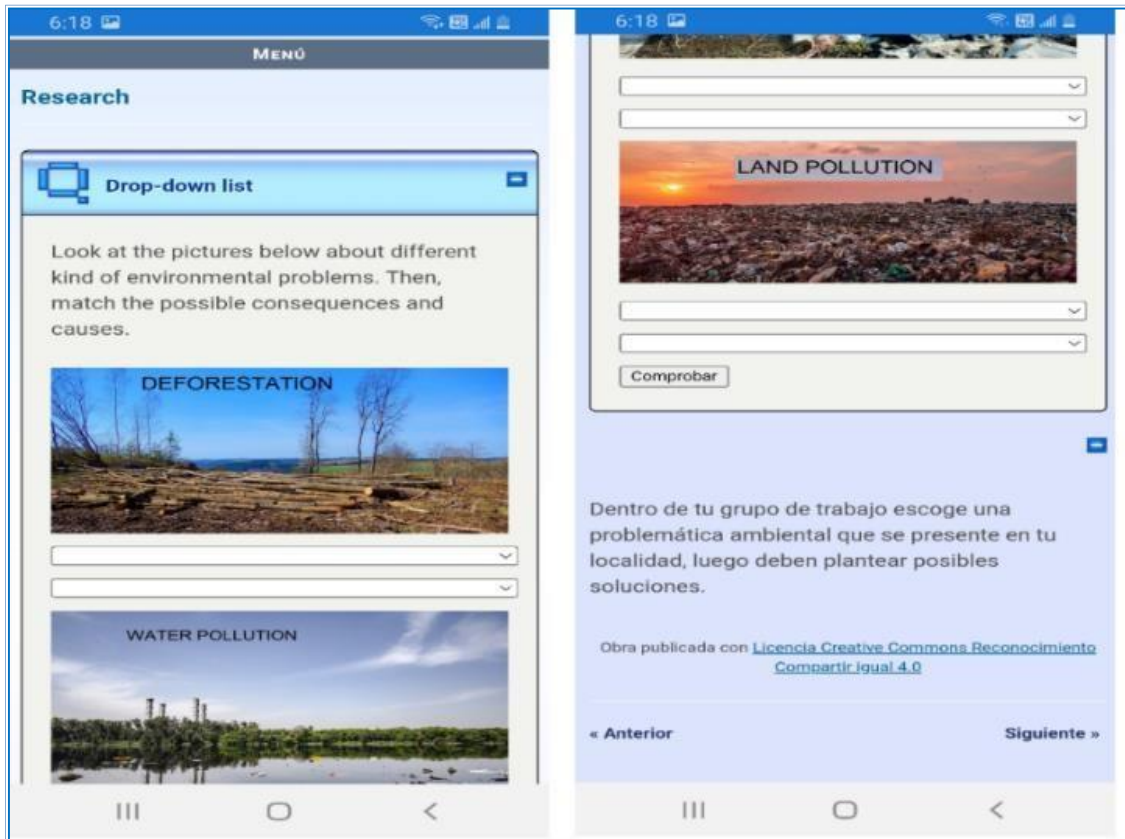 6:18
MENÚ
Research
Drop-down list
Look at the pictures below about different
kind of environmental problems. Then,
match the possible consequences and
causes.
DEFORESTATION
WATER POLLUTION
6:18
LAND POLLUTION
Comprobar
Dentro de tu grupo de trabajo escoge una
problemática ambiental que se presente en tu
localidad, luego deben plantear posibles
soluciones.
Obra publicada con Licencia Creative Commons Reconocimiento
Compartir igual 4.0
« Anterior Siguiente »